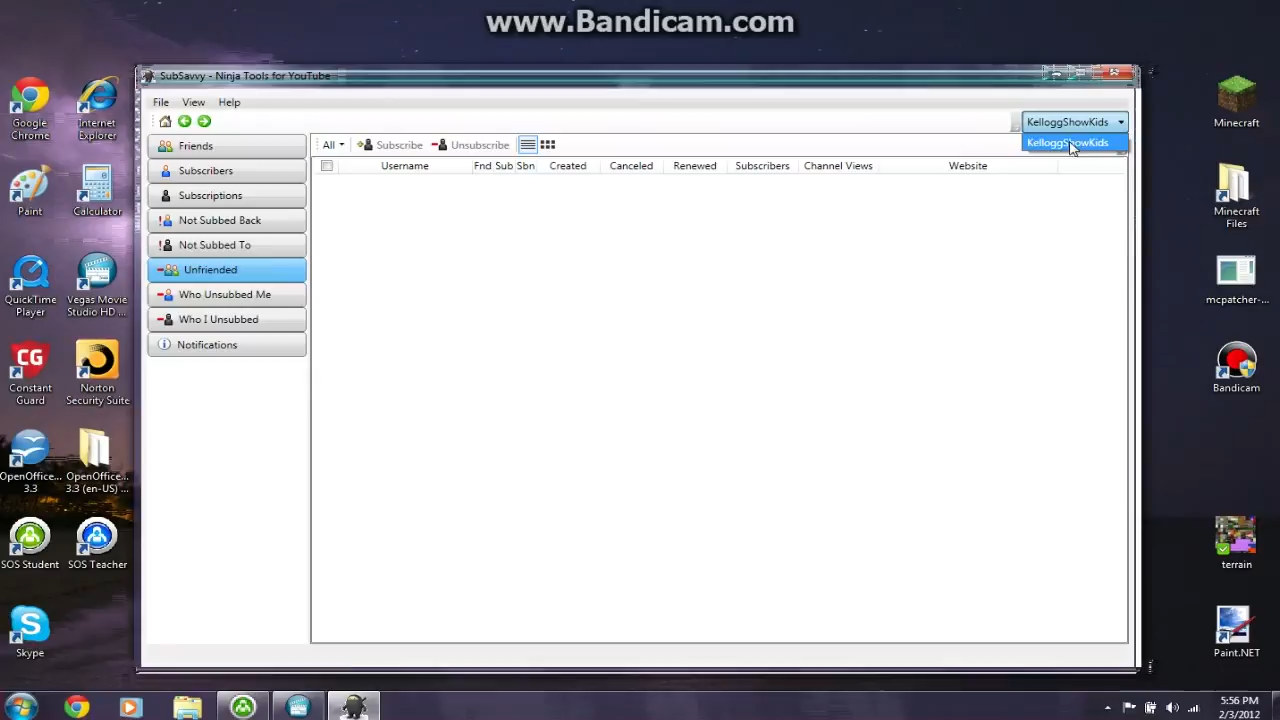 www.Bandicam.com
SubSavvy - Ninja Tools for YouTube
File View Help
KelloggShowKids
KelloggShowKids
All Subscribe Unsubscribe
Username Fnd Sub Sbn Created Canceled Renewed Subscribers Channel Views Website
Friends
Subscribers
Subscriptions
Not Subbed Back
Not Subbed To
Unfriended
Who Unsubbed Me
Who I Unsubbed
Notifications
Google
Chrome
Internet
Explorer
Paint
Calculator
QuickTime
Player
Vegas Movie
Studio HD ...
CG
Constant
Guard
Norton
Security Suite
OpenOffice...
3.3
OpenOffice...
3.3 (en-US) ...
SOS Student
SOS Teacher
Skype
Minecraft
Minecraft
Files
mcpatcher-...
Bandicam
terrain
Paint.NET
5:56 PM
2/3/2012